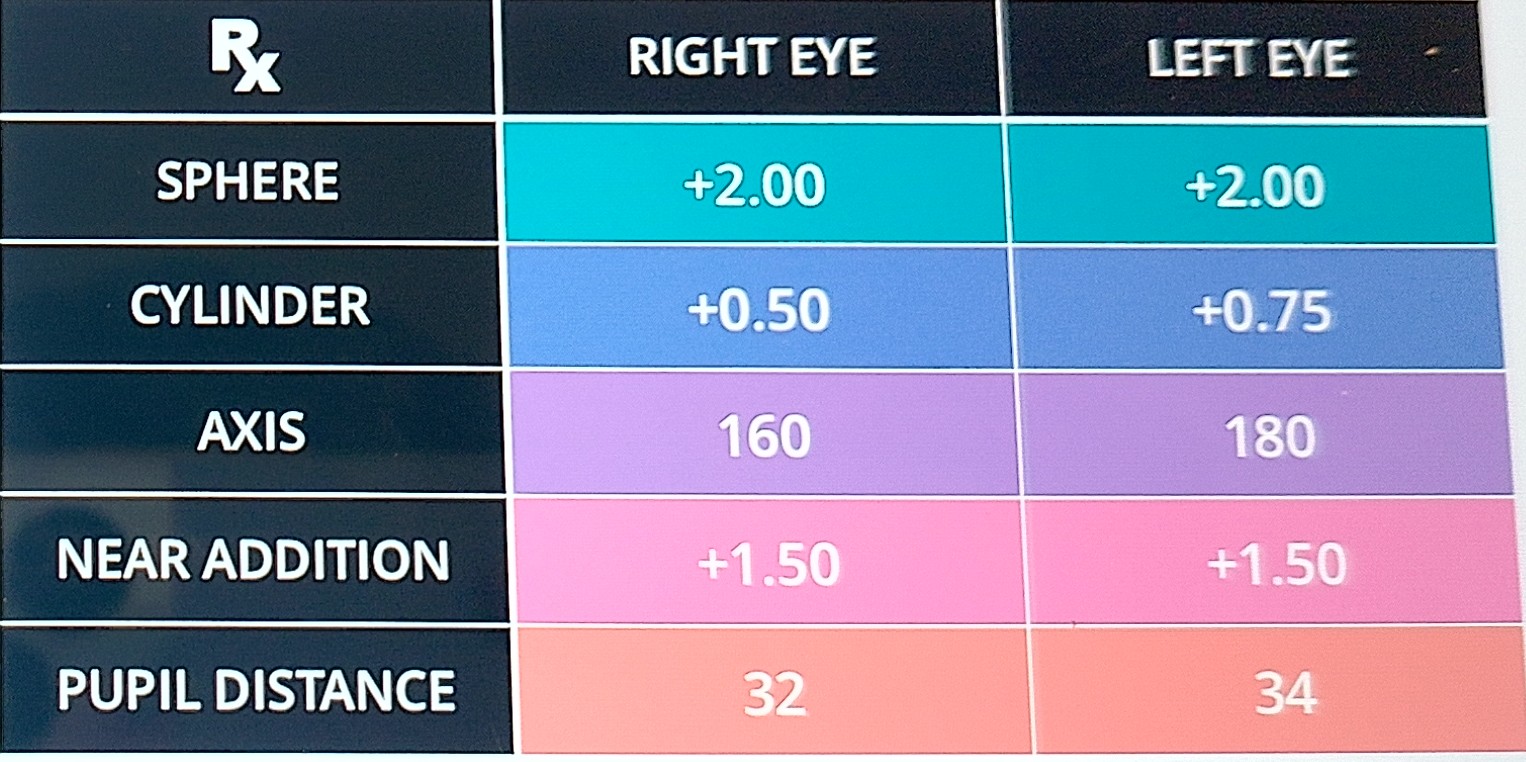 Rx RIGHT EYE LEFT EYE
SPHERE +2.00 +2.00
CYLINDER +0.50 +0.75
AXIS 160 180
NEAR ADDITION +1.50 +1.50
PUPIL DISTANCE 32 34